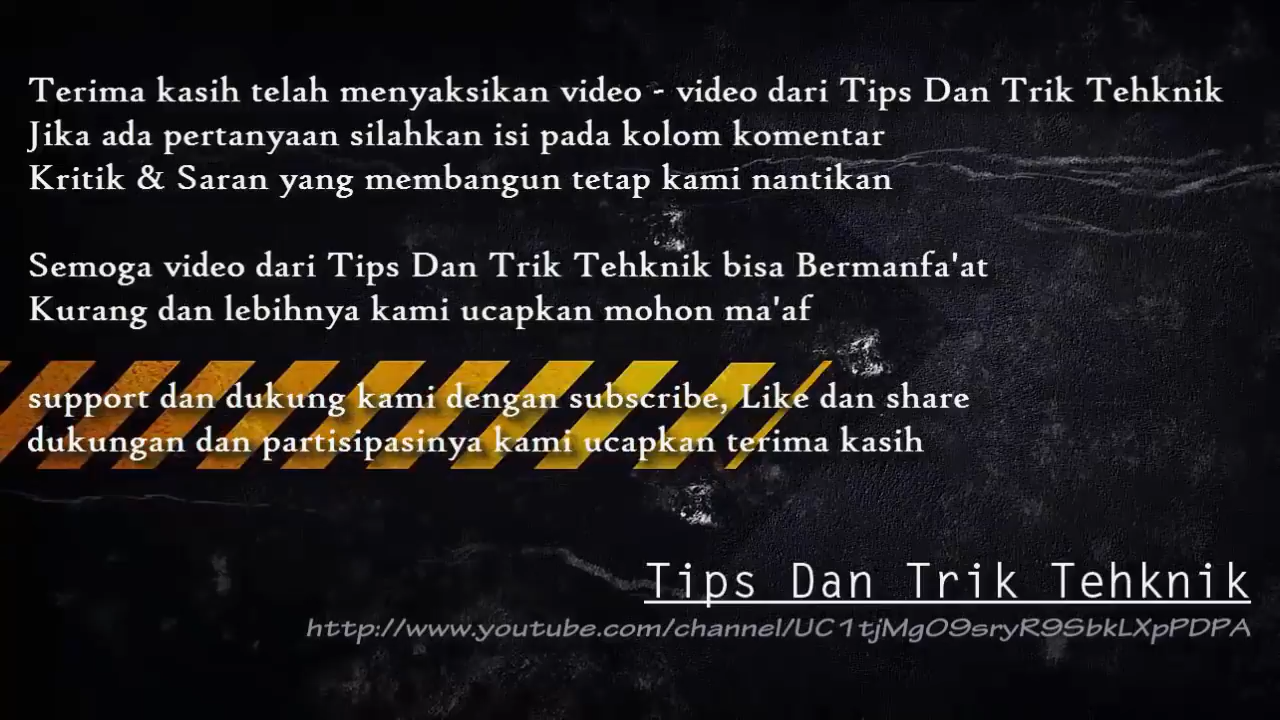 Terima kasih telah menyaksikan video - video dari Tips Dan Trik Tehknik
Jika ada pertanyaan silahkan isi pada kolom komentar
Kritik & Saran yang membangun tetap kami nantikan
Semoga video dari Tips Dan Trik Tehknik bisa Bermanfa'at
Kurang dan lebihnya kami ucapkan mohon ma'af
support dan dukung kami dengan subscribe, Like dan share
dukungan dan partisipasinya kami ucapkan terima kasih
Tips Dan Trik Tehknik
http://www.youtube.com/channel/UC1tjMgO9sryR9SbkLXpPDPA